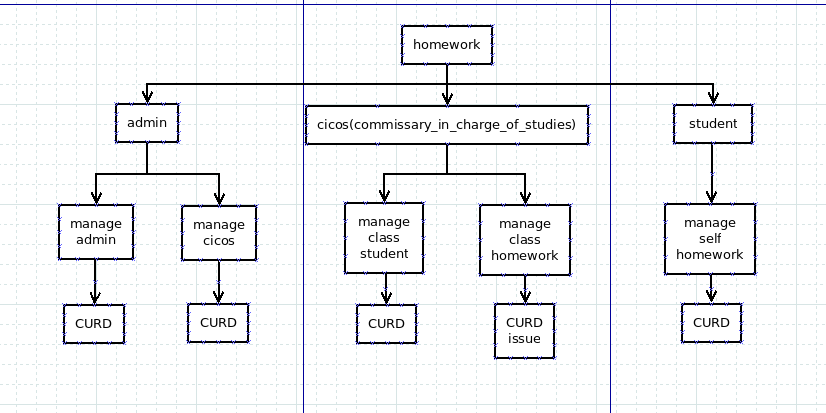 homework
admin
cicos(commissary_in_charge_of_studies)
student
manage
admin
manage
cicos
manage
class
student
manage
class
homework
manage
self
homework
CURD
CURD
CURD
CURD
issue
CURD